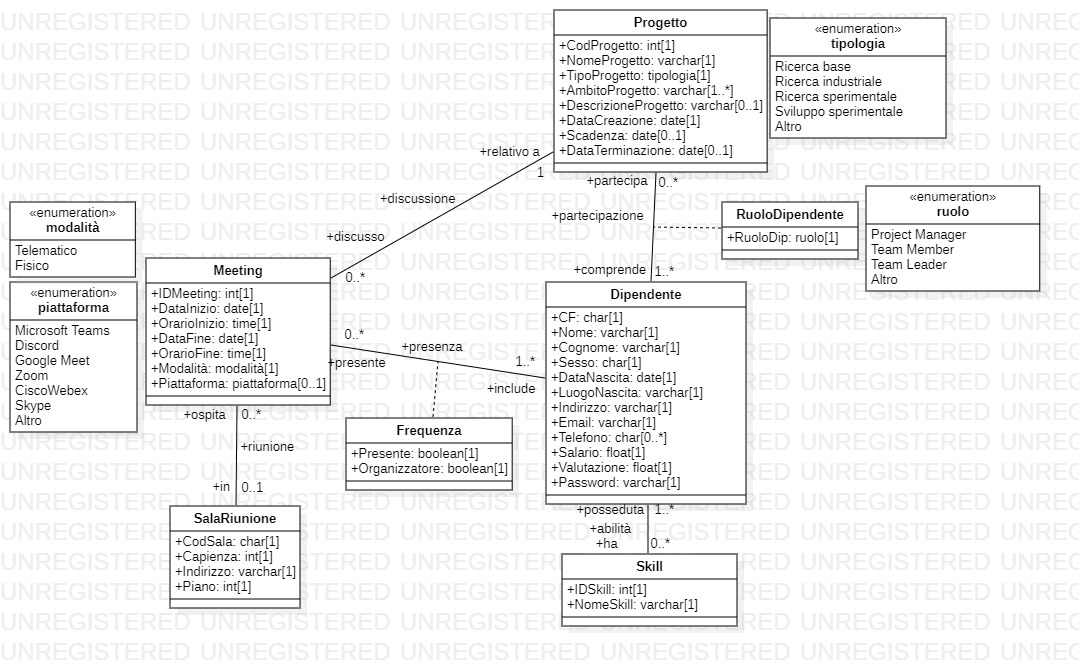 Progetto
+CodProgetto: int[1]
+NomeProgetto: varchar[1]
+TipoProgetto: tipologia[1]
+AmbitoProgetto: varchar[1..*]
+DescrizioneProgetto: varchar[0..1]
+DataCreazione: date[1]
+Scadenza: date[0..1]
+DataTerminazione: date[0..1]
«enumeration»
tipologia
Ricerca base
Ricerca industriale
Ricerca sperimentale
Sviluppo sperimentale
Altro
+relativo a
1
+discussione
+discusso
0..*
+partecipa
0..*
+partecipazione
+comprende
1..*
RuoloDipendente
+RuoloDip: ruolo[1]
«enumeration»
ruolo
Project Manager
Team Member
Team Leader
Altro
«enumeration»
modalità
Telematico
Fisico
«enumeration»
piattaforma
Microsoft Teams
Discord
Google Meet
Zoom
CiscoWebex
Skype
Altro
Meeting
+IDMeeting: int[1]
+DataInizio: date[1]
+OrarioInizio: time[1]
+DataFine: date[1]
+OrarioFine: time[1]
+Modalità: modalità[1]
+Piattaforma: piattaforma[0..1]
0..*
+presente
+presenza
1..*
+include
Dipendente
+CF: char[1]
+Nome: varchar[1]
+Cognome: varchar[1]
+Sesso: char[1]
+DataNascita: date[1]
+LuogoNascita: varchar[1]
+Indirizzo: varchar[1]
+Email: varchar[1]
+Telefono: char[0..*]
+Salario: float[1]
+Valutazione: float[1]
+Password: varchar[1]
Frequenza
+Presente: boolean[1]
+Organizzatore: boolean[1]
+ospita
0..*
+riunione
+in
0..1
SalaRiunione
+CodSala: char[1]
+Capienza: int[1]
+Indirizzo: varchar[1]
+Piano: int[1]
+posseduta
1..*
+abilità
+ha
0..*
Skill
+IDSkill: int[1]
+NomeSkill: varchar[1]
UNREGISTERED